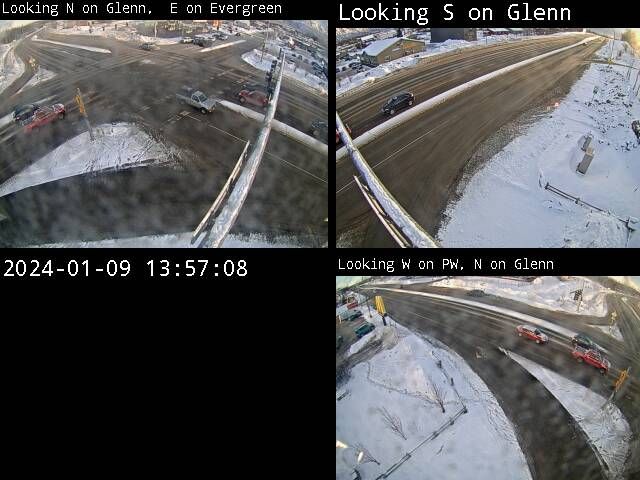 Looking N on Glenn, E on Evergreen
Looking S on Glenn
2024-01-09 13:57:08
Looking W on PW, N on Glenn